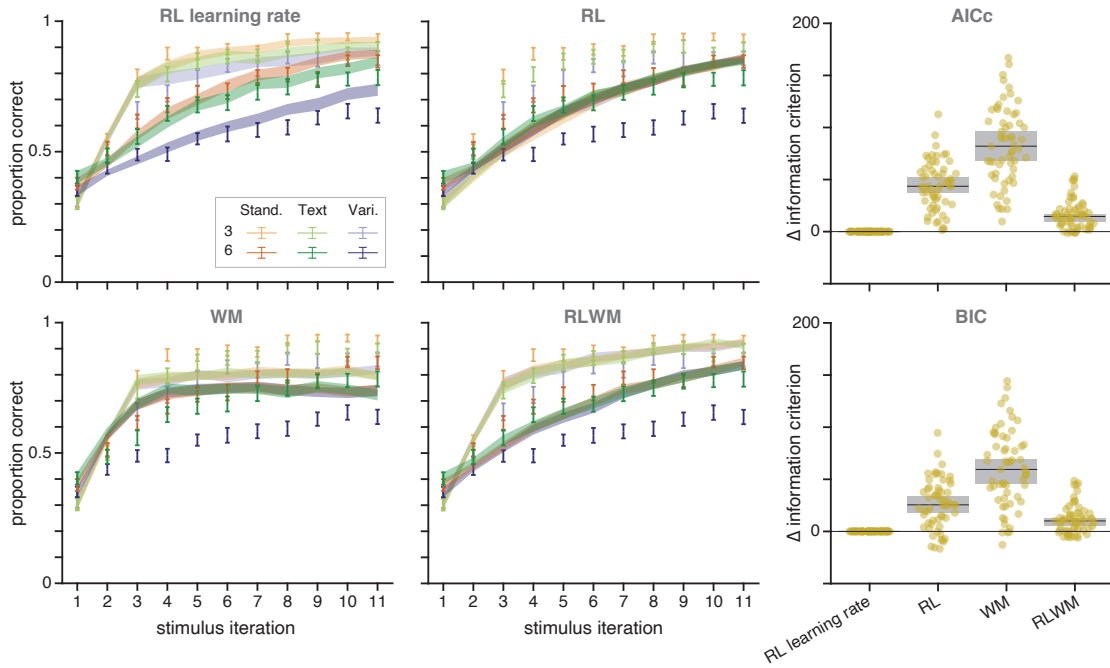 RL learning rate
proportion correct
1
0.5
0
Stand. Text Vari.
3
6
RL
AICc
Δ information criterion
200
0
WM
proportion correct
1
0.5
0
1 2 3 4 5 6 7 8 9 10 11
stimulus iteration
RLWM
1 2 3 4 5 6 7 8 9 10 11
stimulus iteration
BIC
Δ information criterion
200
0
RL learning rate
RL
WM
RLWM